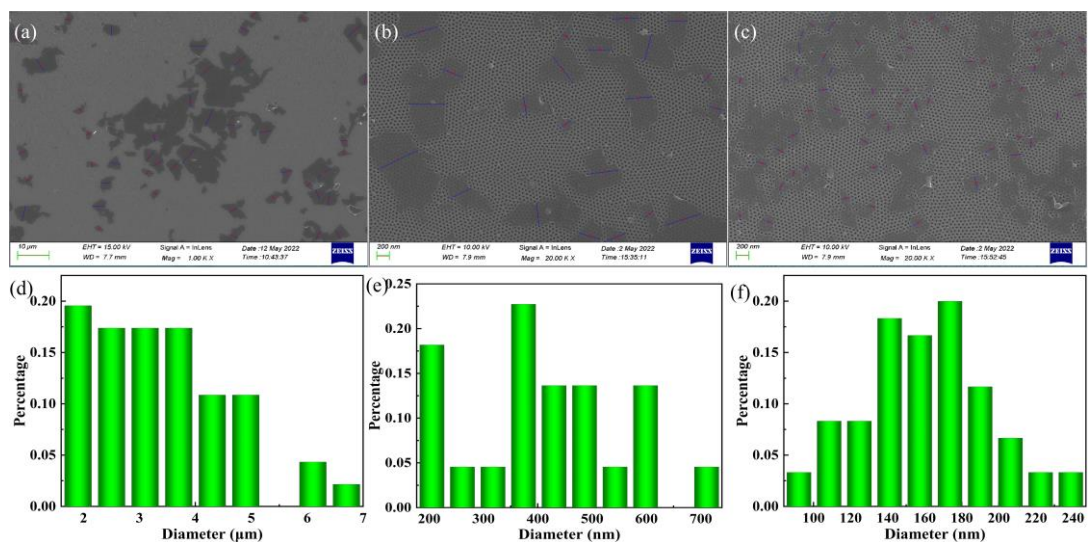 (a)
(b)
(c)
10 µm
EHT = 15.00 kV
Signal A = InLens
Date :12 May 2022
WD = 7.7 mm
Mag = 1.00 K X
Time :10:43:37
ZEISS
200 nm
EHT = 10.00 kV
Signal A = InLens
Date :2 May 2022
WD = 7.9 mm
Mag = 20.00 K X
Time :15:35:11
ZEISS
200 nm
EHT = 10.00 kV
Signal A = InLens
Date :2 May 2022
WD = 7.9 mm
Mag = 20.00 K X
Time :15:52:45
ZEISS
(d)
Percentage
0.20
0.15
0.10
0.05
0.00
2 3 4 5 6 7
Diameter (µm)
(e)
Percentage
0.25
0.20
0.15
0.10
0.05
0.00
200 300 400 500 600 700
Diameter (nm)
(f)
Percentage
0.20
0.15
0.10
0.05
0.00
100 120 140 160 180 200 220 240
Diameter (nm)